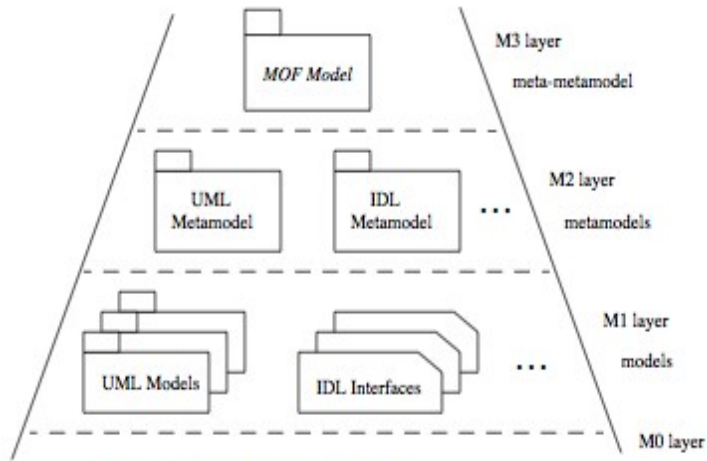 M3 layer
meta-metamodel
MOF Model
M2 layer
metamodels
UML
Metamodel
IDL
Metamodel
...
M1 layer
models
UML Models
IDL Interfaces
...
M0 layer